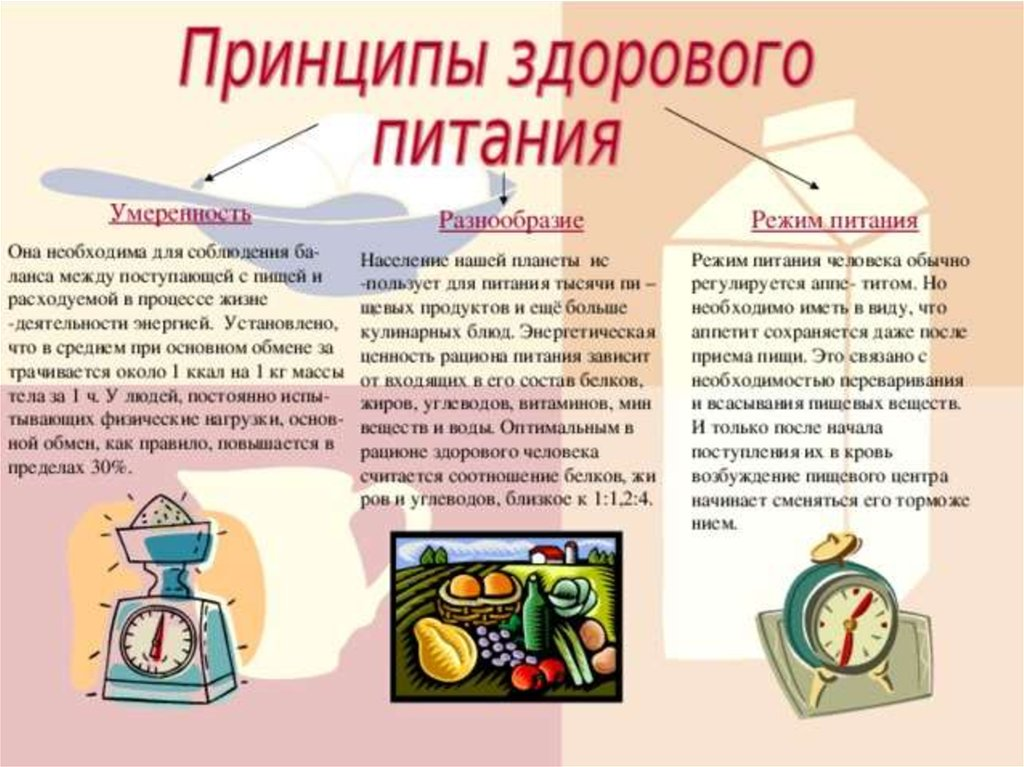 Принципы здорового
питания
Умеренность
Она необходима для соблюдения ба-
ланса между поступающей с пищей и
расходуемой в процессе жизне
-деятельности энергией. Установлено,
что в среднем при основном обмене за
трачивается около 1 ккал на 1 кг массы
тела за 1 ч. У людей, постоянно испы-
тывающих физические нагрузки, основ-
ной обмен, как правило, повышается в
пределах 30%.
Разнообразие
Население нашей планеты ис
-пользует для питания тысячи пи –
щевых продуктов и ещё больше
кулинарных блюд. Энергетическая
ценность рациона питания зависит
от входящих в его состав белков,
жиров, углеводов, витаминов, мин
веществ и воды. Оптимальным в
рационе здорового человека
считается соотношение белков, жи
ров и углеводов, близкое к 1:1,2:4.
Режим питания
Режим питания человека обычно
регулируется аппе- титом. Но
необходимо иметь в виду, что
аппетит сохраняется даже после
приема пищи. Это связано с
необходимостью переваривания
и всасывания пищевых веществ.
И только после начала
поступления их в кровь
возбуждение пищевого центра
начинает сменяться его торможе
нием.